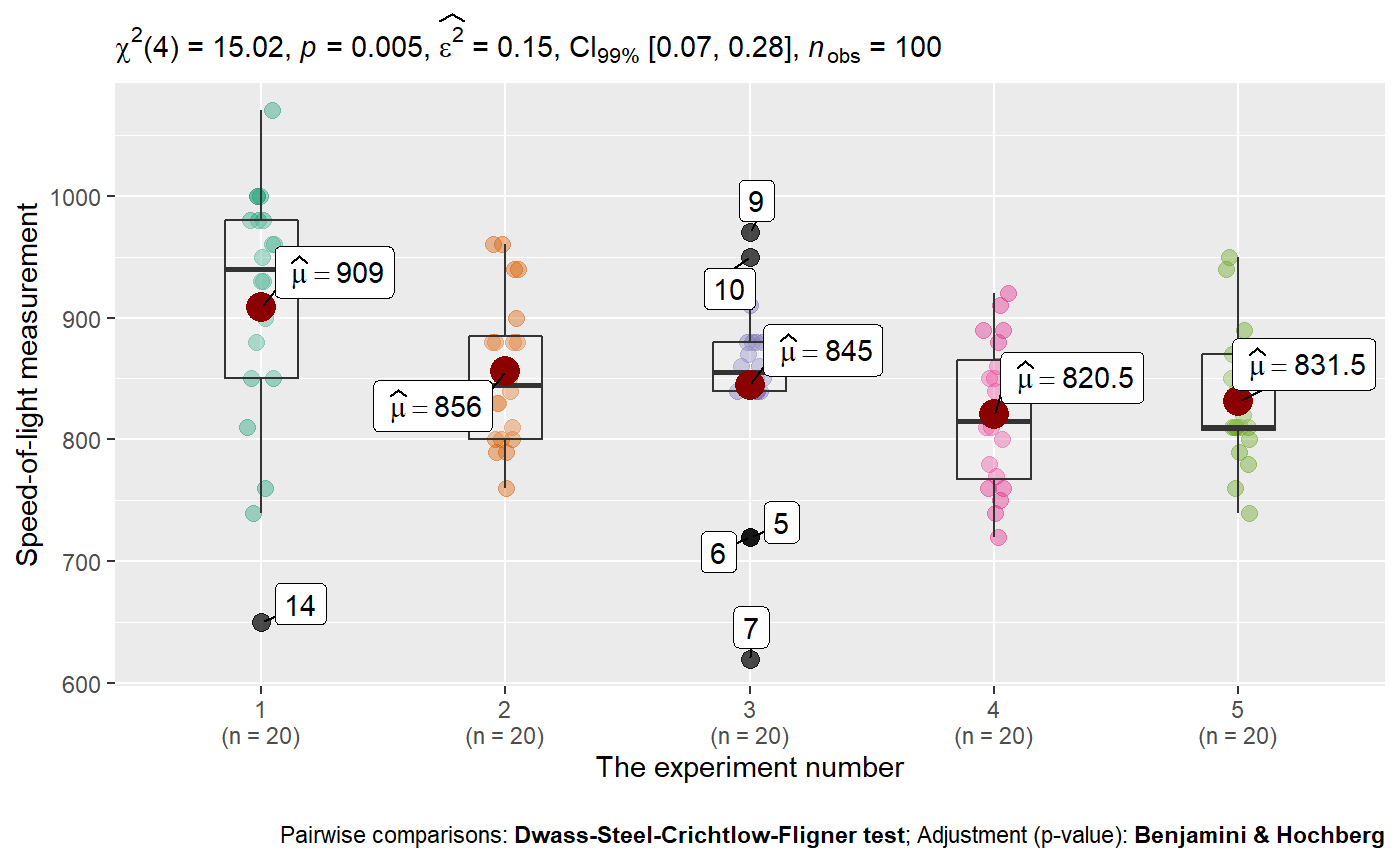 χ²(4) = 15.02, p = 0.005, ε̂² = 0.15, CI₉₉% [0.07, 0.28], n_obs = 100
Speed-of-light measurement
1000
900
800
700
600
μ̂ = 909
14
μ̂ = 856
9
10
μ̂ = 845
5
6
7
μ̂ = 820.5
μ̂ = 831.5
1
(n = 20)
2
(n = 20)
3
(n = 20)
4
(n = 20)
5
(n = 20)
The experiment number
Pairwise comparisons: Dwass-Steel-Crichtlow-Fligner test; Adjustment (p-value): Benjamini & Hochberg